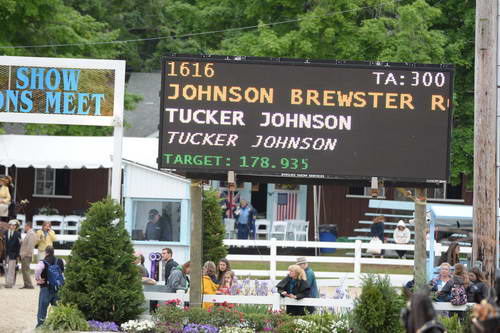 SHOW
ONS MEET
1616 TA:300
JOHNSON BREWSTER R
TUCKER JOHNSON
TUCKER JOHNSON
TARGET: 178.935